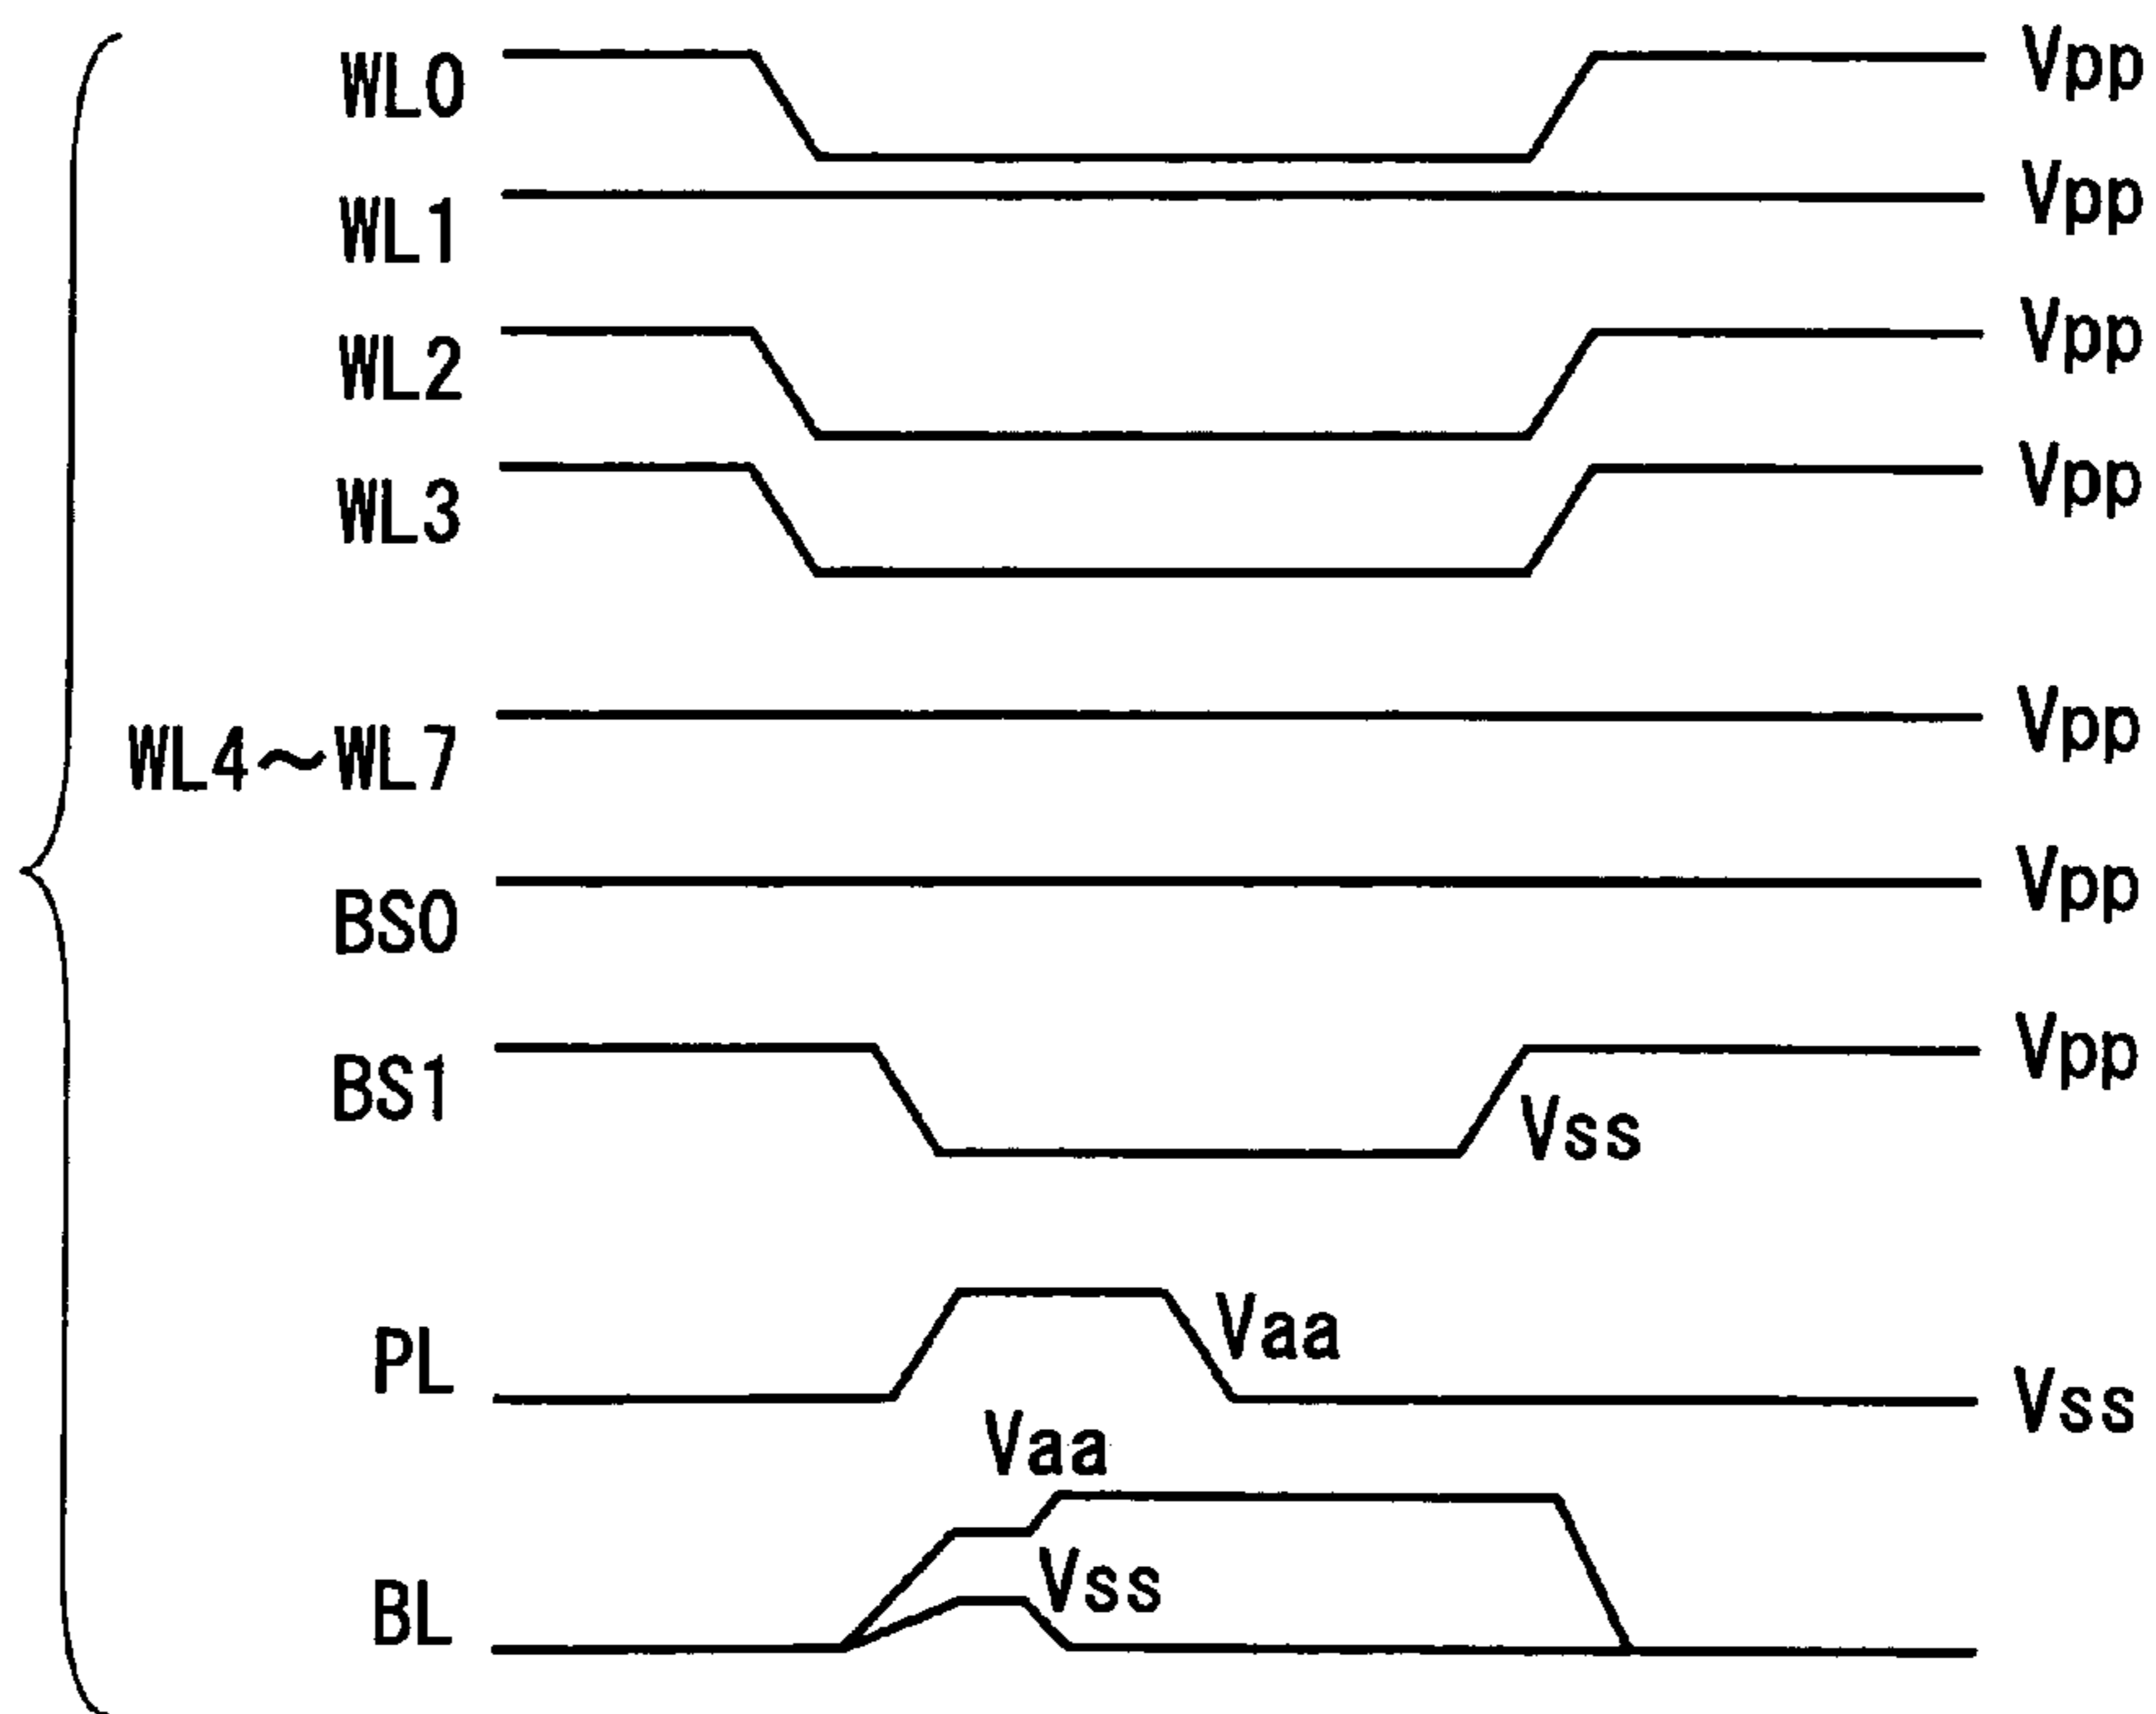 WL0 Vpp
WL1 Vpp
WL2 Vpp
WL3 Vpp
WL4～WL7 Vpp
BS0 Vpp
BS1 Vpp
Vss
PL Vaa
Vss
Vaa
BL Vss